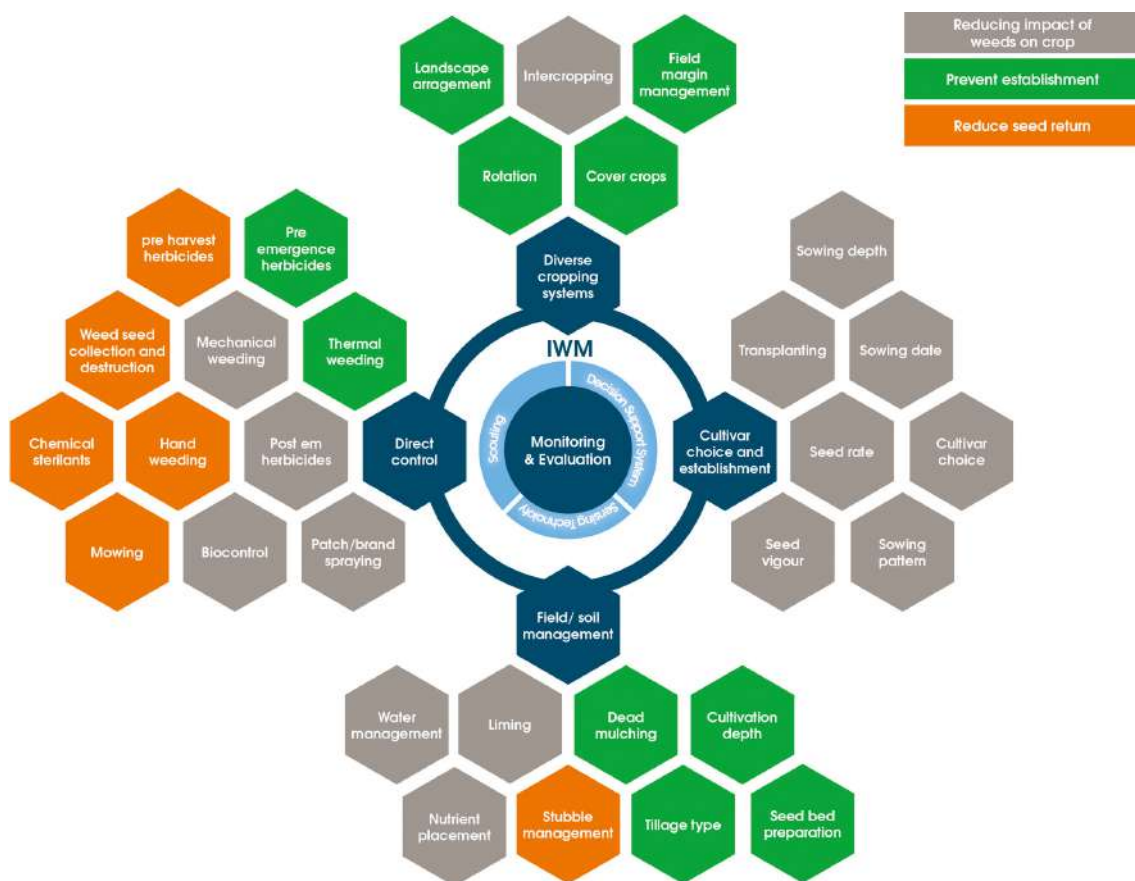 Reducing impact of
weeds on crop
Prevent establishment
Reduce seed return
Landscape
arragement
Intercropping
Field
margin
management
Rotation
Cover crops
Diverse
cropping
systems
pre harvest
herbicides
Pre
emergence
herbicides
Weed seed
collection and
destruction
Mechanical
weeding
Thermal
weeding
Chemical
sterilants
Hand
weeding
Post em
herbicides
Direct
control
Mowing
Biocontrol
Patch/brand
spraying
IWM
Scouting
Decision Support System
Sensing Technolofy
Monitoring
& Evaluation
Sowing depth
Transplanting
Sowing date
Cultivar
choice and
establishment
Seed rate
Cultivar
choice
Seed
vigour
Sowing
pattern
Field/ soil
management
Water
management
Liming
Dead
mulching
Cultivation
depth
Nutrient
placement
Stubble
management
Tillage type
Seed bed
preparation